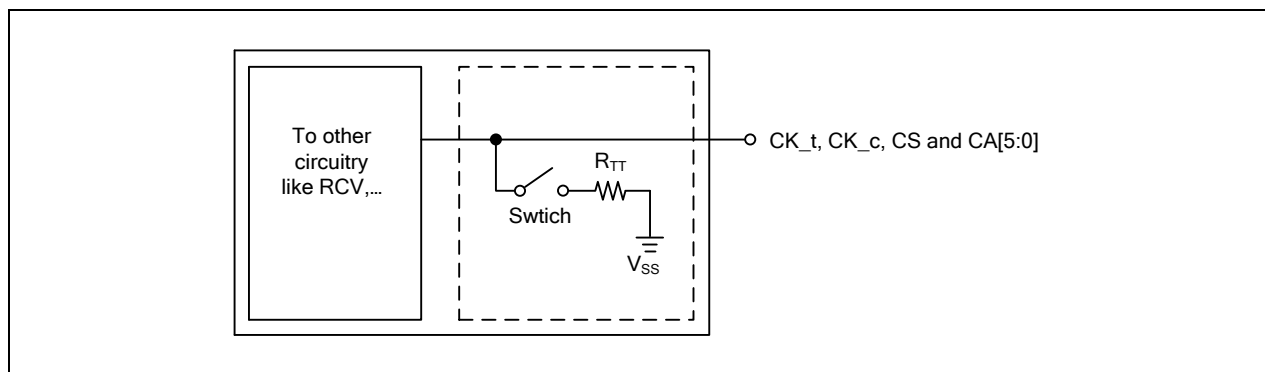 To other
circuitry
like RCV,...
CK_t, CK_c, CS and CA[5:0]
RTT
Swtich
VSS